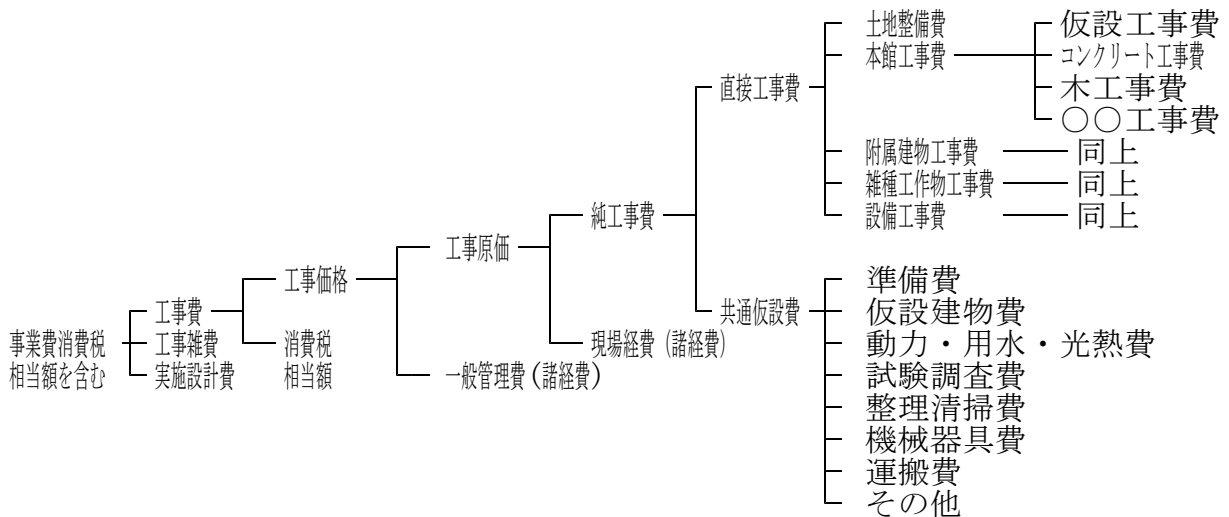 土地整備費
仮設工事費
本館工事費
コンクリート工事費
直接工事費
木工事費
○○工事費
附属建物工事費
同上
雑種工作物工事費
同上
純工事費
設備工事費
同上
工事原価
工事価格
準備費
工事費
共通仮設費
仮設建物費
事業費消費税
工事雑費
消費税
現場経費(諸経費)
動力・用水・光熱費
相当額を含む
実施設計費
相当額
一般管理費(諸経費)
試験調査費
整理清掃費
機械器具費
運搬費
その他